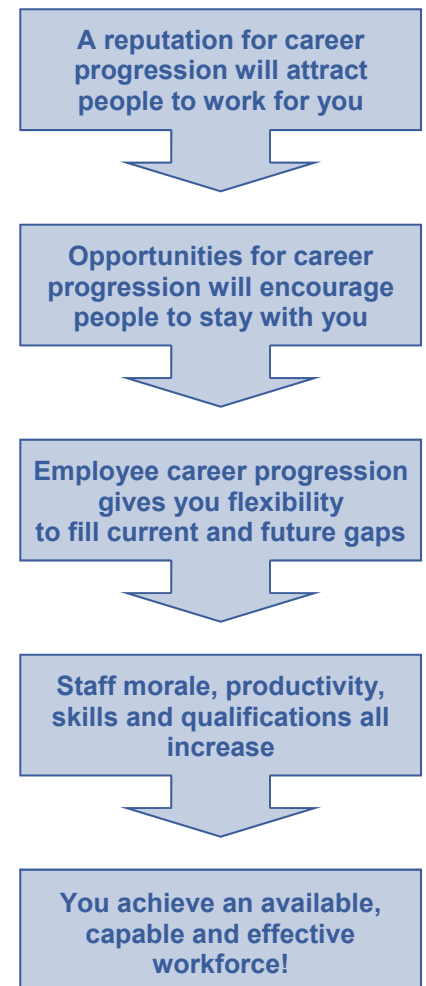 A reputation for career
progression will attract
people to work for you
Opportunities for career
progression will encourage
people to stay with you
Employee career progression
gives you flexibility
to fill current and future gaps
Staff morale, productivity,
skills and qualifications all
increase
You achieve an available,
capable and effective
workforce!